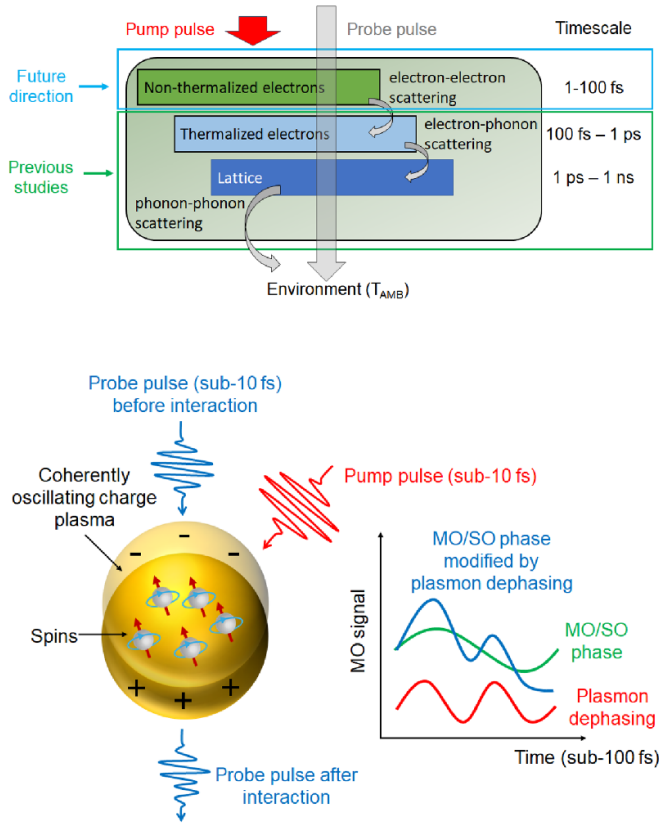 Pump pulse
Probe pulse
Timescale
Future
direction
Non-thermalized electrons
electron-electron
scattering
1-100 fs
Previous
studies
Thermalized electrons
electron-phonon
scattering
100 fs – 1 ps
Lattice
1 ps – 1 ns
phonon-phonon
scattering
Environment (TAMB)
Probe pulse (sub-10 fs)
before interaction
Pump pulse (sub-10 fs)
Coherently
oscillating charge
plasma
- - -
Spins
+ + +
Probe pulse after
interaction
MO signal
MO/SO phase
modified by
plasmon dephasing
MO/SO
phase
Plasmon
dephasing
Time (sub-100 fs)